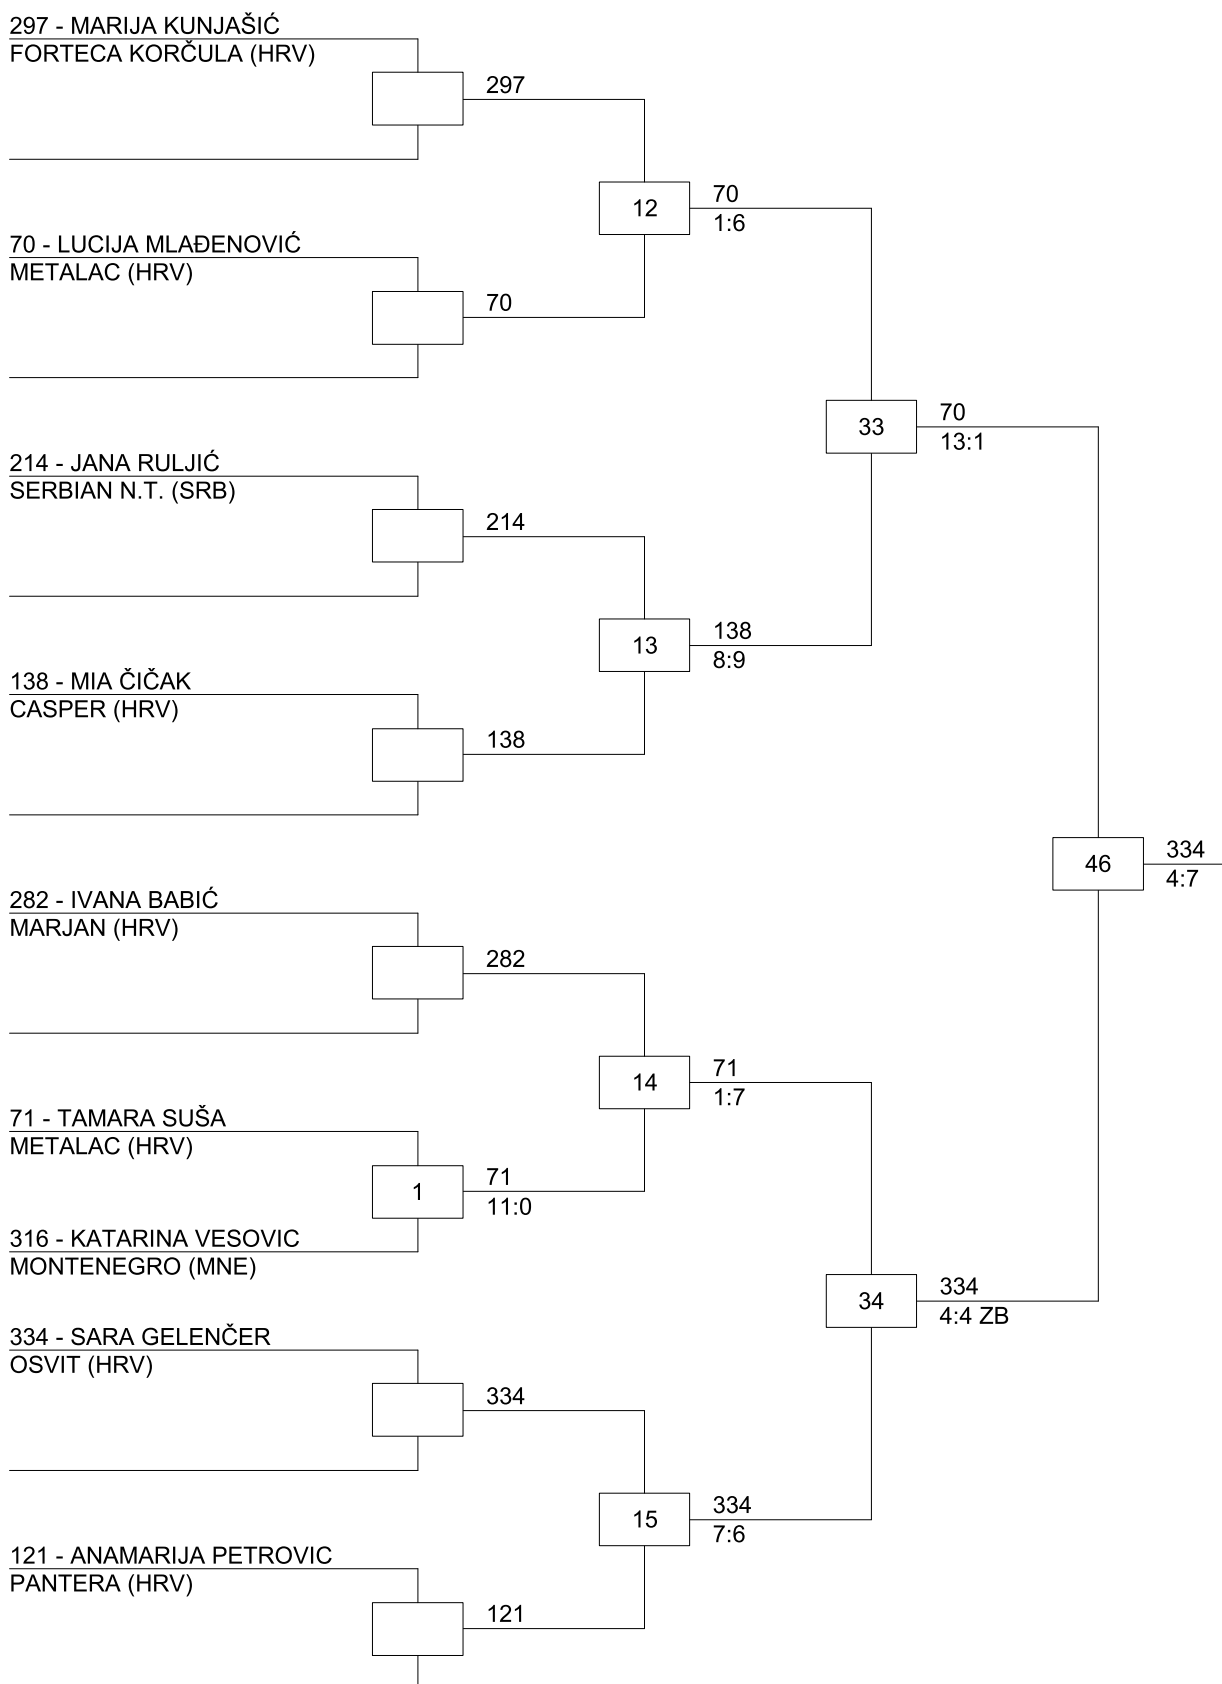 297 - MARIJA KUNJAŠIĆ
FORTECA KORČULA (HRV)
297
12
70
1:6
70 - LUCIJA MLAĐENOVIĆ
METALAC (HRV)
70
33
70
13:1
214 - JANA RULJIĆ
SERBIAN N.T. (SRB)
214
13
138
8:9
138 - MIA ČIČAK
CASPER (HRV)
138
46
334
4:7
282 - IVANA BABIĆ
MARJAN (HRV)
282
14
71
1:7
71 - TAMARA SUŠA
METALAC (HRV)
1
71
11:0
316 - KATARINA VESOVIC
MONTENEGRO (MNE)
34
334
4:4 ZB
334 - SARA GELENČER
OSVIT (HRV)
334
15
334
7:6
121 - ANAMARIJA PETROVIC
PANTERA (HRV)
121